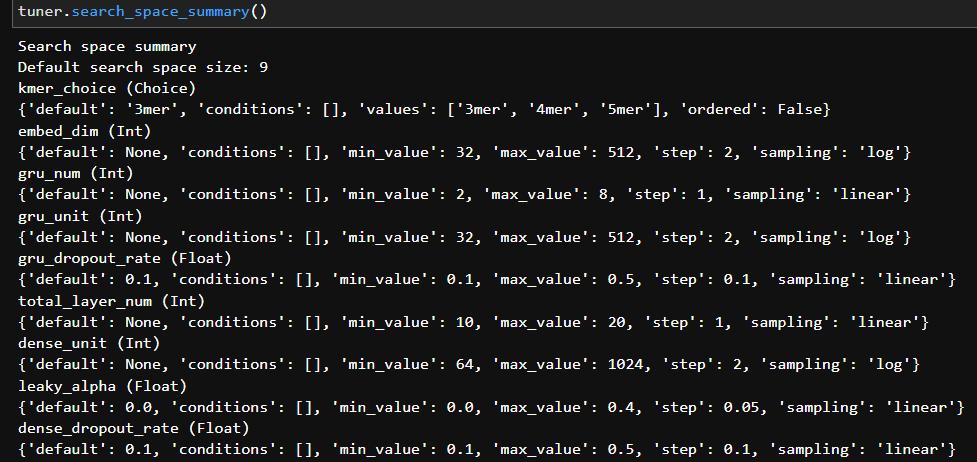 tuner.search_space_summary()
Search space summary
Default search space size: 9
kmer_choice (Choice)
{'default': '3mer', 'conditions': [], 'values': ['3mer', '4mer', '5mer'], 'ordered': False}
embed_dim (Int)
{'default': None, 'conditions': [], 'min_value': 32, 'max_value': 512, 'step': 2, 'sampling': 'log'}
gru_num (Int)
{'default': None, 'conditions': [], 'min_value': 2, 'max_value': 8, 'step': 1, 'sampling': 'linear'}
gru_unit (Int)
{'default': None, 'conditions': [], 'min_value': 32, 'max_value': 512, 'step': 2, 'sampling': 'log'}
gru_dropout_rate (Float)
{'default': 0.1, 'conditions': [], 'min_value': 0.1, 'max_value': 0.5, 'step': 0.1, 'sampling': 'linear'}
total_layer_num (Int)
{'default': None, 'conditions': [], 'min_value': 10, 'max_value': 20, 'step': 1, 'sampling': 'linear'}
dense_unit (Int)
{'default': None, 'conditions': [], 'min_value': 64, 'max_value': 1024, 'step': 2, 'sampling': 'log'}
leaky_alpha (Float)
{'default': 0.0, 'conditions': [], 'min_value': 0.0, 'max_value': 0.4, 'step': 0.05, 'sampling': 'linear'}
dense_dropout_rate (Float)
{'default': 0.1, 'conditions': [], 'min_value': 0.1, 'max_value': 0.5, 'step': 0.1, 'sampling': 'linear'}